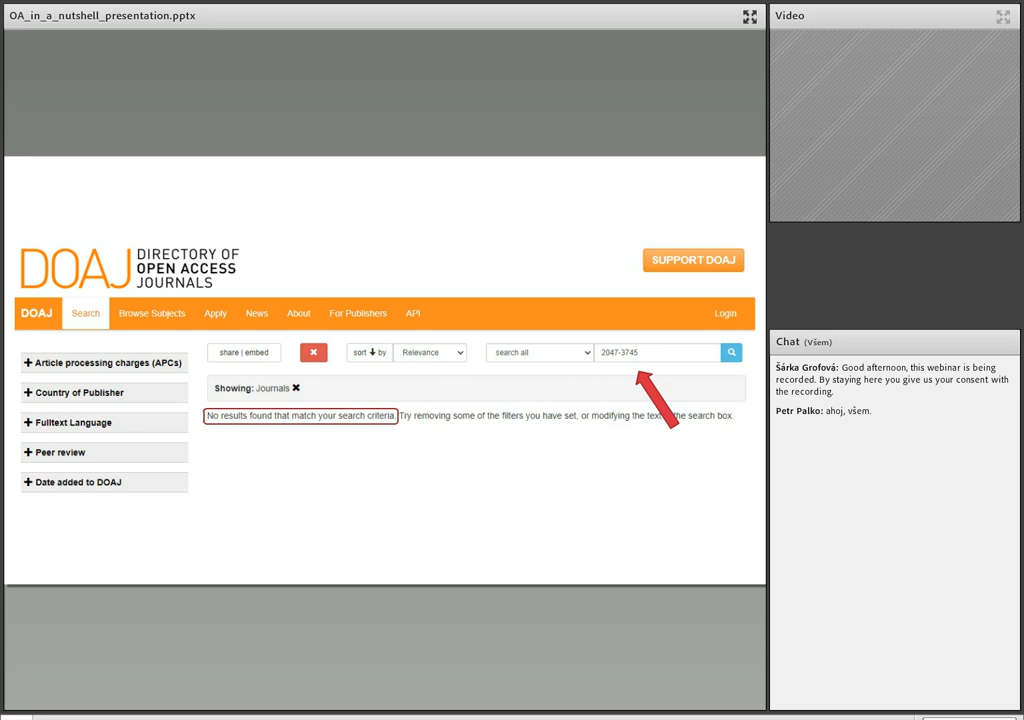 OA_in_a_nutshell_presentation.pptx
DOAJ
DIRECTORY OF
OPEN ACCESS
JOURNALS
SUPPORT DOAJ
DOAJ Search Browse Subjects Apply News About For Publishers API Login
Article processing charges (APCs)
Country of Publisher
Fulltext Language
Peer review
Date added to DOAJ
share | embed sort by Relevance search all 2047-3745
Showing: Journals
No results found that match your search criteria. Try removing some of the filters you have set, or modifying the text the search box.
Video
Chat (Všem)
Šárka Grofová: Good afternoon, this webinar is being
recorded. By staying here you give us your consent with
the recording.
Petr Palko: ahoj, všem.